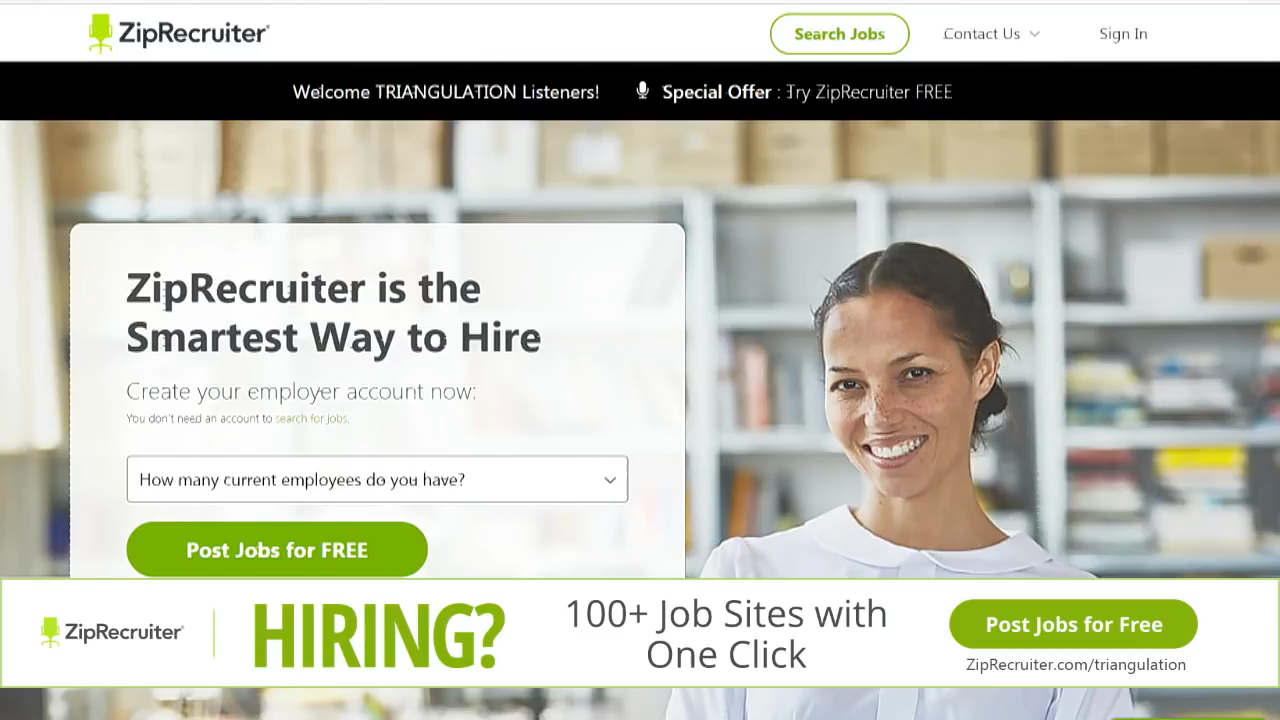 ZipRecruiter
Search Jobs
Contact Us
Sign In
Welcome TRIANGULATION Listeners!
Special Offer : Try ZipRecruiter FREE
ZipRecruiter is the
Smartest Way to Hire
Create your employer account now:
You don't need an account to search for jobs.
How many current employees do you have?
Post Jobs for FREE
ZipRecruiter
HIRING?
100+ Job Sites with
One Click
Post Jobs for Free
ZipRecruiter.com/triangulation